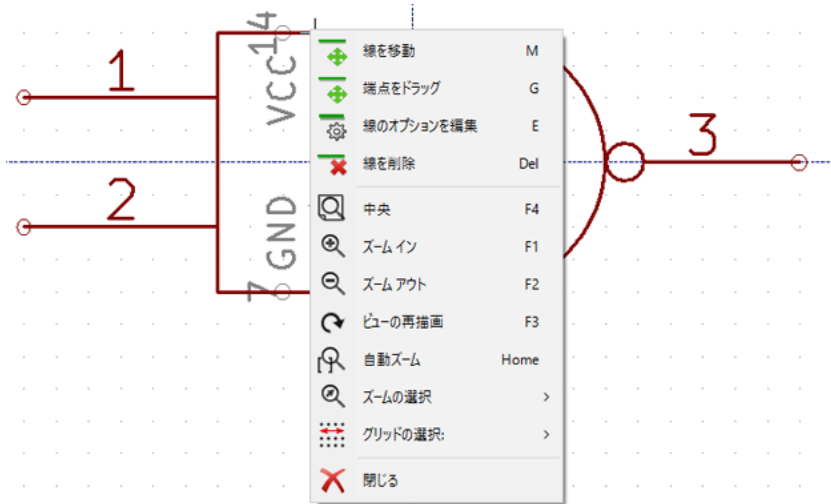 14
VCC
1
2
GND
7
3
線を移動 M
端点をドラッグ G
線のオプションを編集 E
線を削除 Del
中央 F4
ズーム イン F1
ズーム アウト F2
ビューの再描画 F3
自動ズーム Home
ズームの選択
グリッドの選択:
閉じる